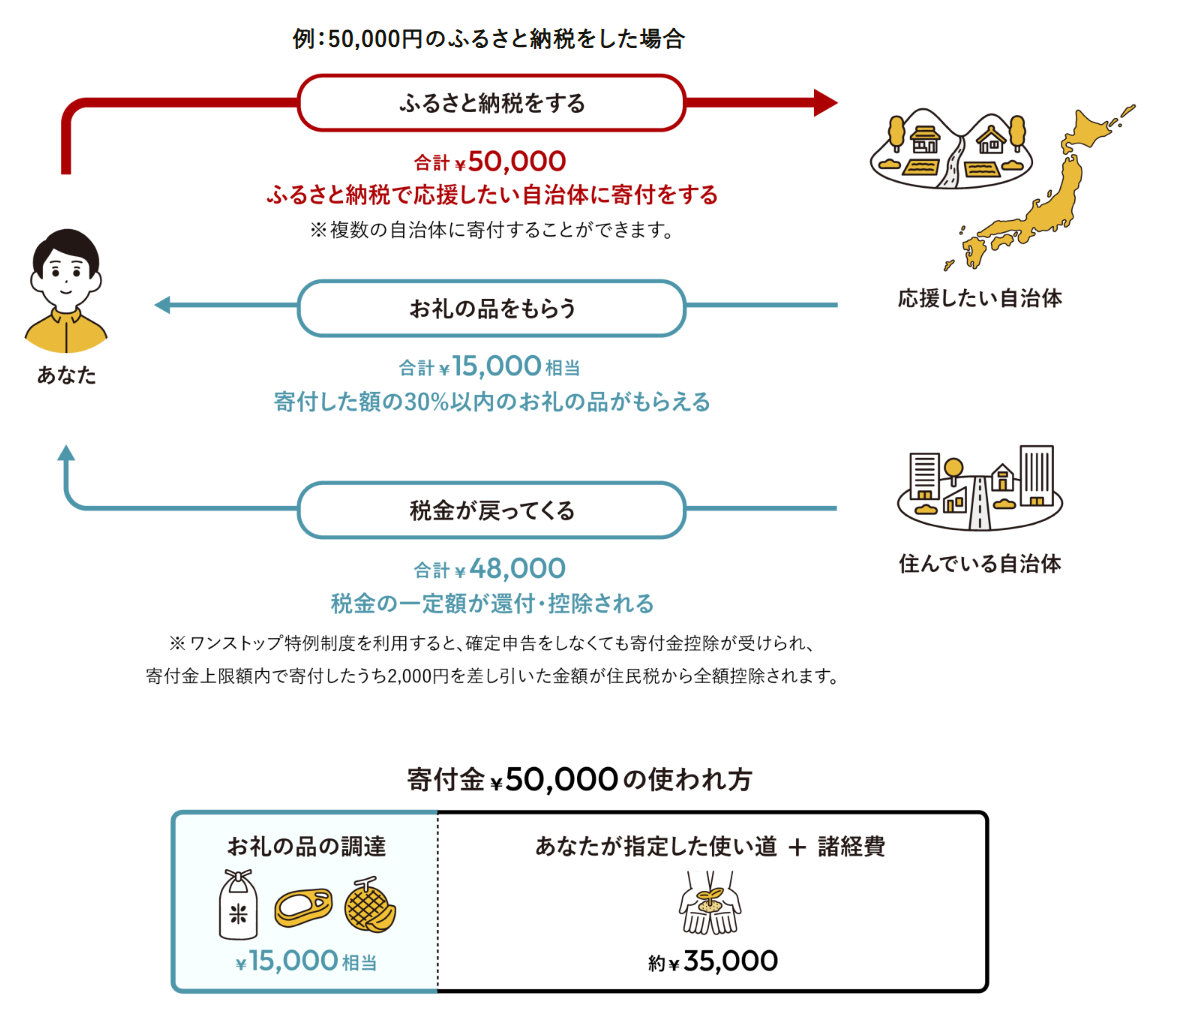 例：50,000円のふるさと納税をした場合
ふるさと納税をする
合計￥50,000
ふるさと納税で応援したい自治体に寄付をする
※複数の自治体に寄付することができます。
応援したい自治体
あなた
お礼の品をもらう
合計￥15,000相当
寄付した額の30%以内のお礼の品がもらえる
税金が戻ってくる
住んでいる自治体
合計￥48,000
税金の一定額が還付・控除される
※ワンストップ特例制度を利用すると、確定申告をしなくても寄付金控除が受けられ、
寄付金上限額内で寄付したうち2,000円を差し引いた金額が住民税から全額控除されます。
寄付金￥50,000の使われ方
お礼の品の調達
米
￥15,000相当
あなたが指定した使い道 ＋ 諸経費
約￥35,000